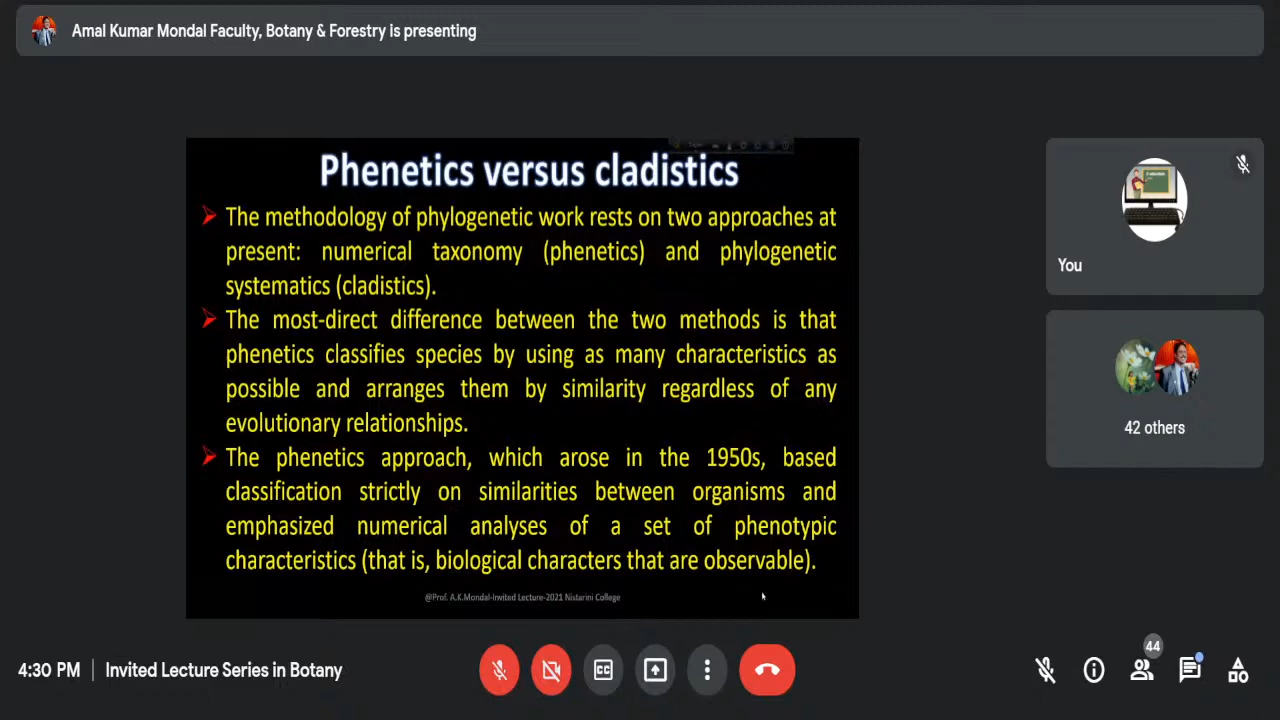 Amal Kumar Mondal Faculty, Botany & Forestry is presenting
Phenetics versus cladistics
The methodology of phylogenetic work rests on two approaches at
present: numerical taxonomy (phenetics) and phylogenetic
systematics (cladistics).
The most-direct difference between the two methods is that
phenetics classifies species by using as many characteristics as
possible and arranges them by similarity regardless of any
evolutionary relationships.
The phenetics approach, which arose in the 1950s, based
classification strictly on similarities between organisms and
emphasized numerical analyses of a set of phenotypic
characteristics (that is, biological characters that are observable).
@Prof. A.K.Mondal-Invited Lecture-2021 Nistarini College
You
42 others
4:30 PM | Invited Lecture Series in Botany
CC
44